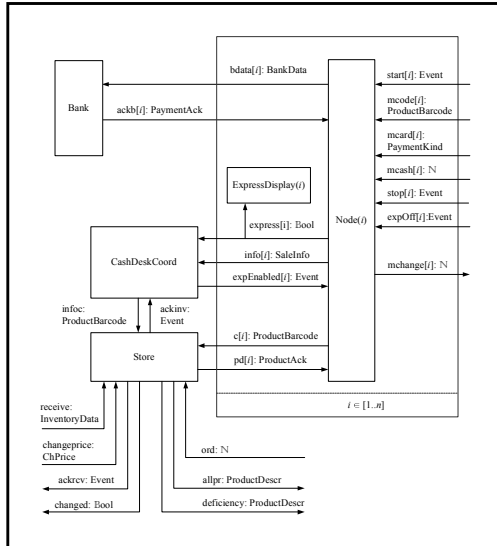 bdata[i]: BankData
start[i]: Event
Bank
mcode[i]:
ProductBarcode
ackb[i]: PaymentAck
mcard[i]:
PaymentKind
ExpressDisplay(i)
mcash[i]: ℕ
stop[i]: Event
Node(i)
expOff[i]:Event
express[i]: Bool
CashDeskCoord
info[i]: SaleInfo
expEnabled[i]: Event
mchange[i]: ℕ
infoc:
ProductBarcode
ackinv:
Event
c[i]: ProductBarcode
Store
pd[i]: ProductAck
i ∈ [1..n]
receive:
InventoryData
changeprice:
ChPrice
ord: ℕ
ackrcv: Event
allpr: ProductDescr
changed: Bool
deficiency: ProductDescr